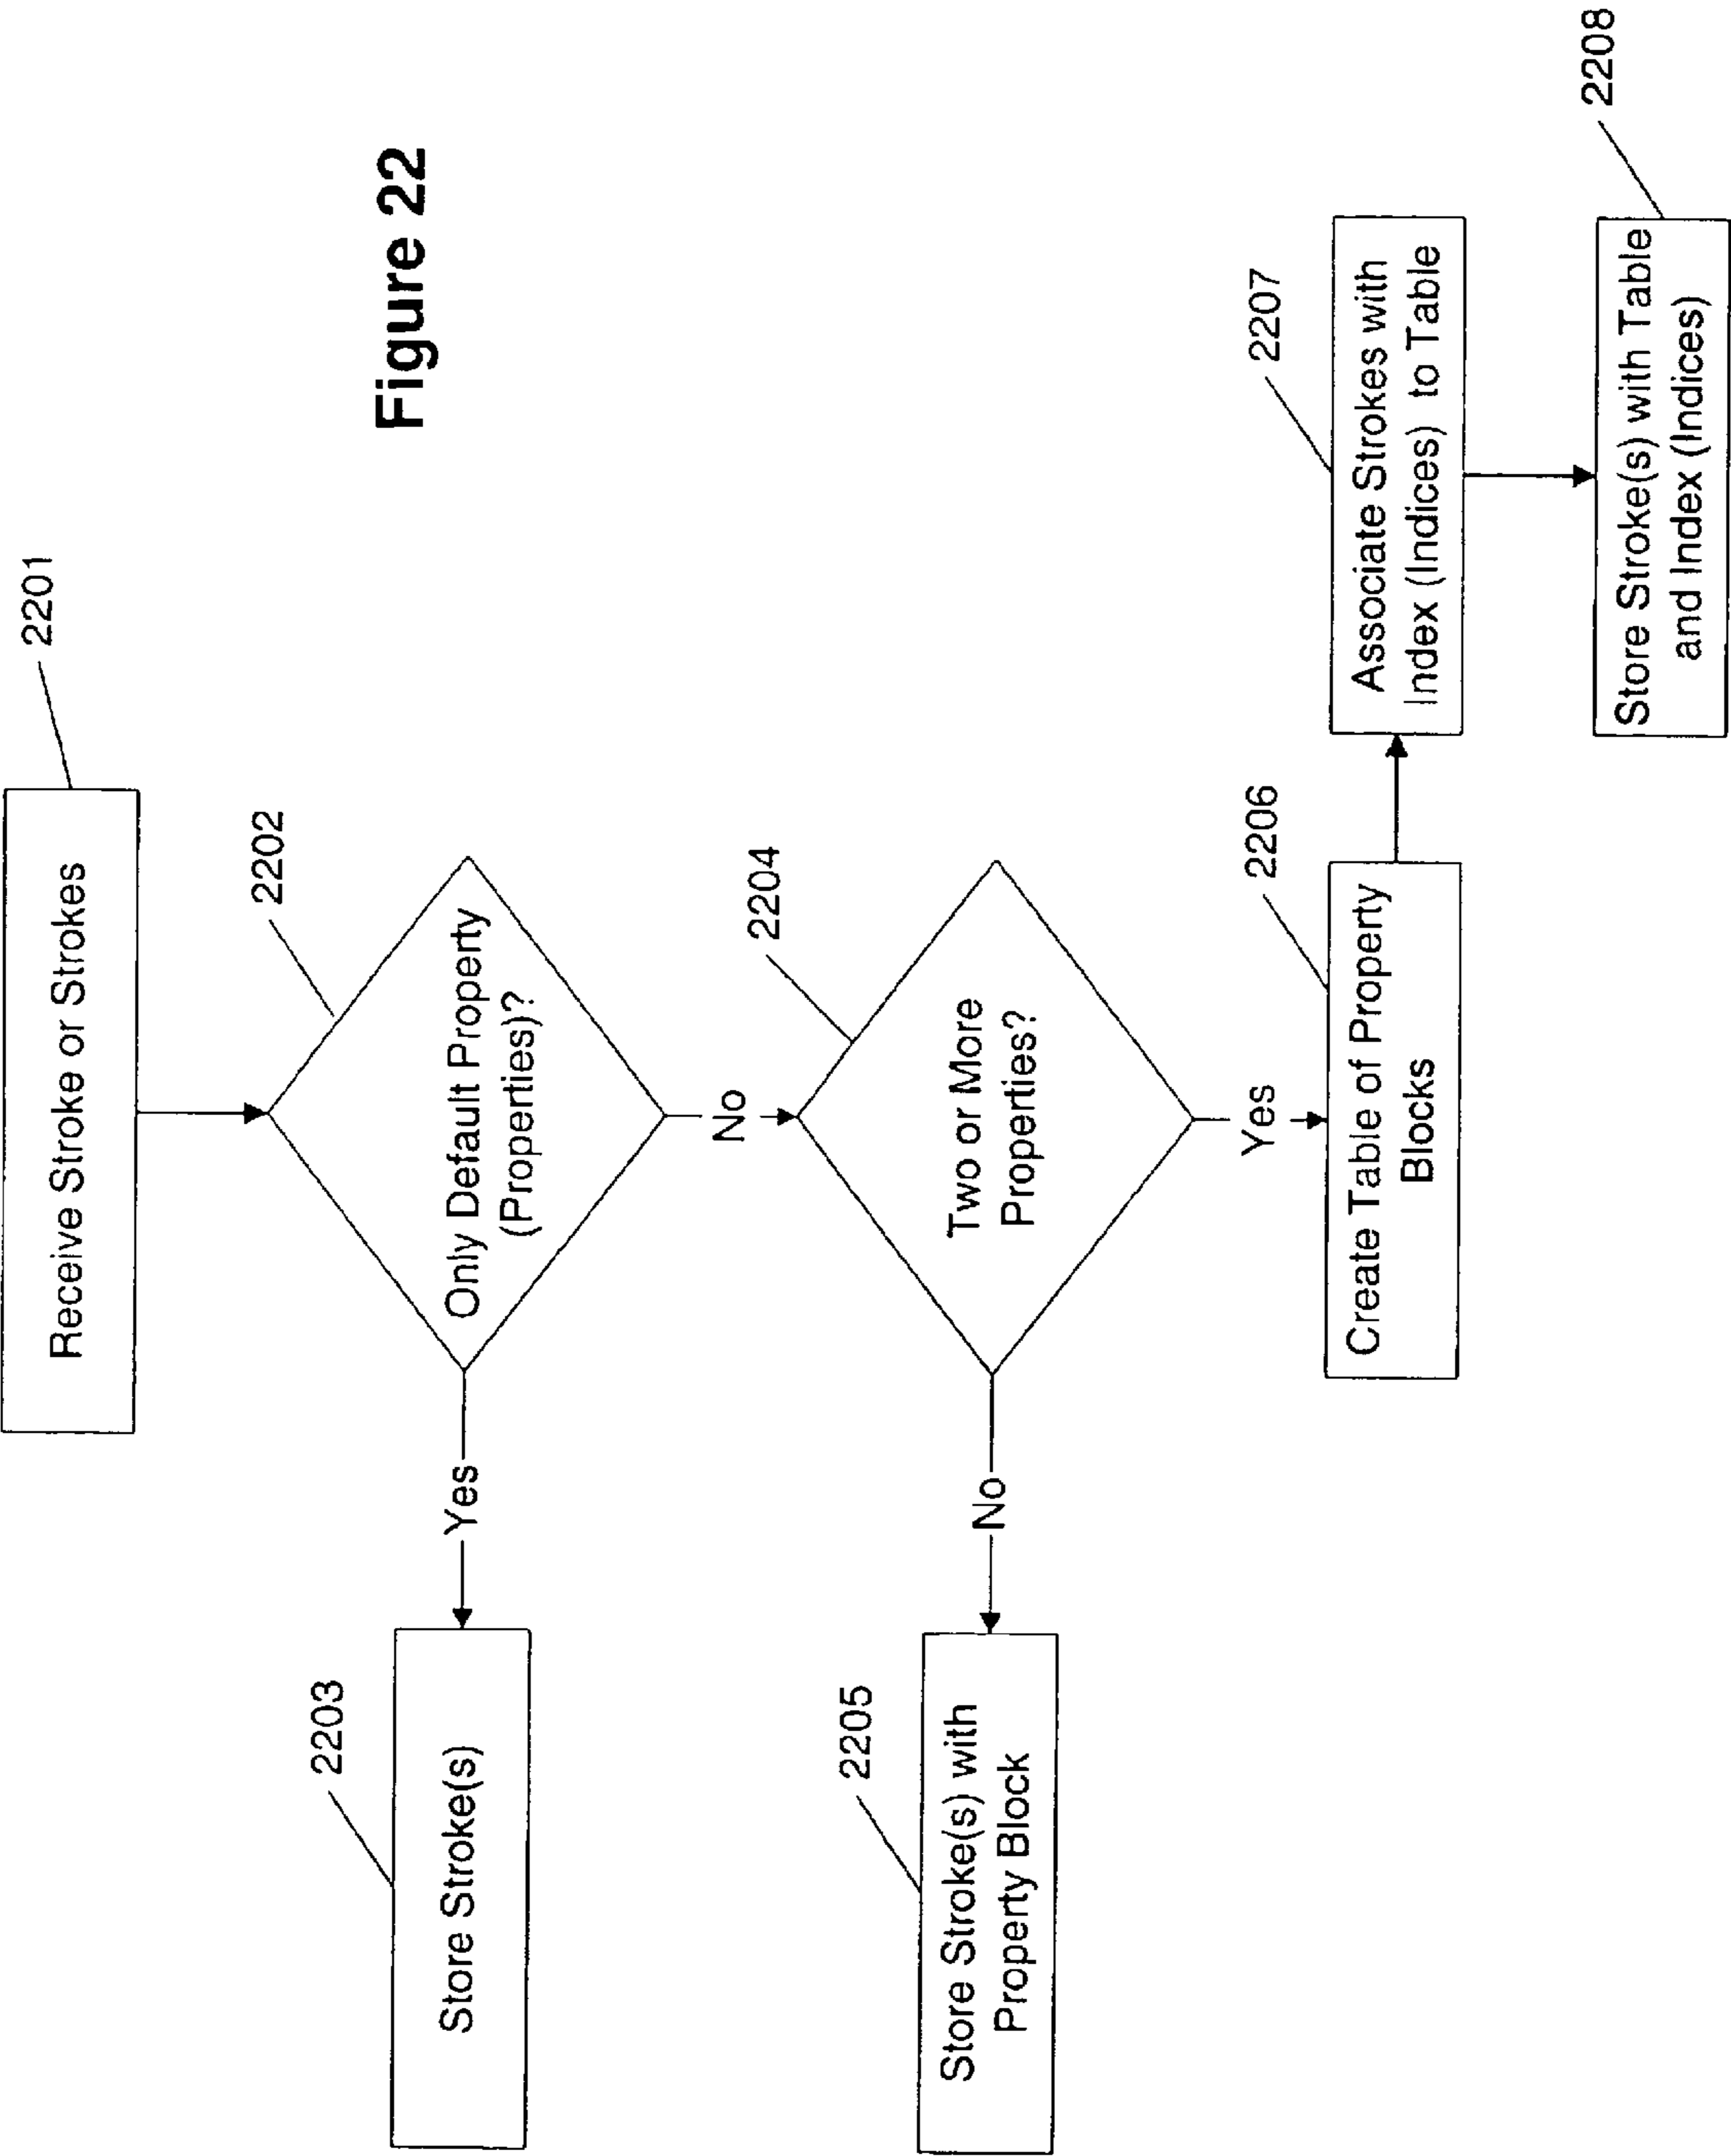 Figure 22
2201
Receive Stroke or Strokes
2202
Only Default Property
(Properties)?
Yes
2203
Store Stroke(s)
No
2204
Two or More
Properties?
No
2205
Store Stroke(s) with
Property Block
Yes
2206
Create Table of Property
Blocks
2207
Associate Strokes with
Index (Indices) to Table
2208
Store Stroke(s) with Table
and Index (Indices)